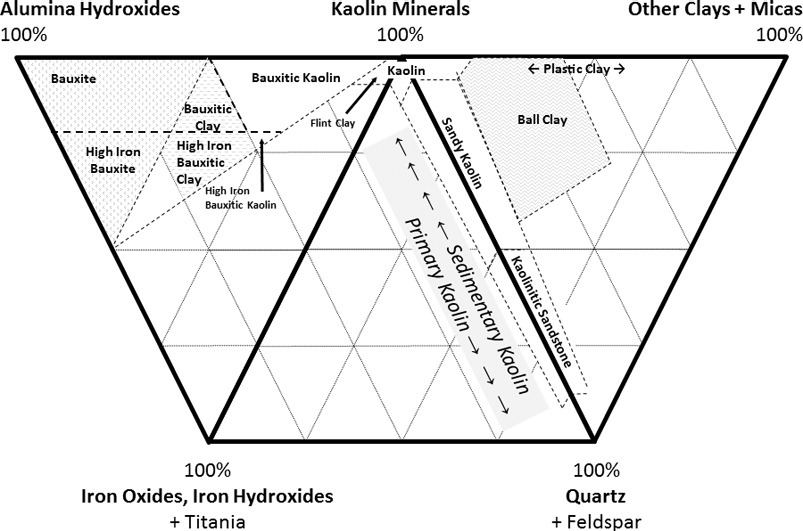 Alumina Hydroxides
Kaolin Minerals
Other Clays + Micas
100%
100%
100%
Bauxite
Bauxitic Kaolin
Kaolin
← Plastic Clay →
Bauxitic
Clay
Flint Clay
Ball Clay
High Iron
Bauxite
High Iron
Bauxitic
Clay
High Iron
Bauxitic Kaolin
Sandy Kaolin
← ← ← ← Sedimentary Kaolin
Primary Kaolin → → → →
Kaolinitic Sandstone
100%
100%
Iron Oxides, Iron Hydroxides
Quartz
+ Titania
+ Feldspar